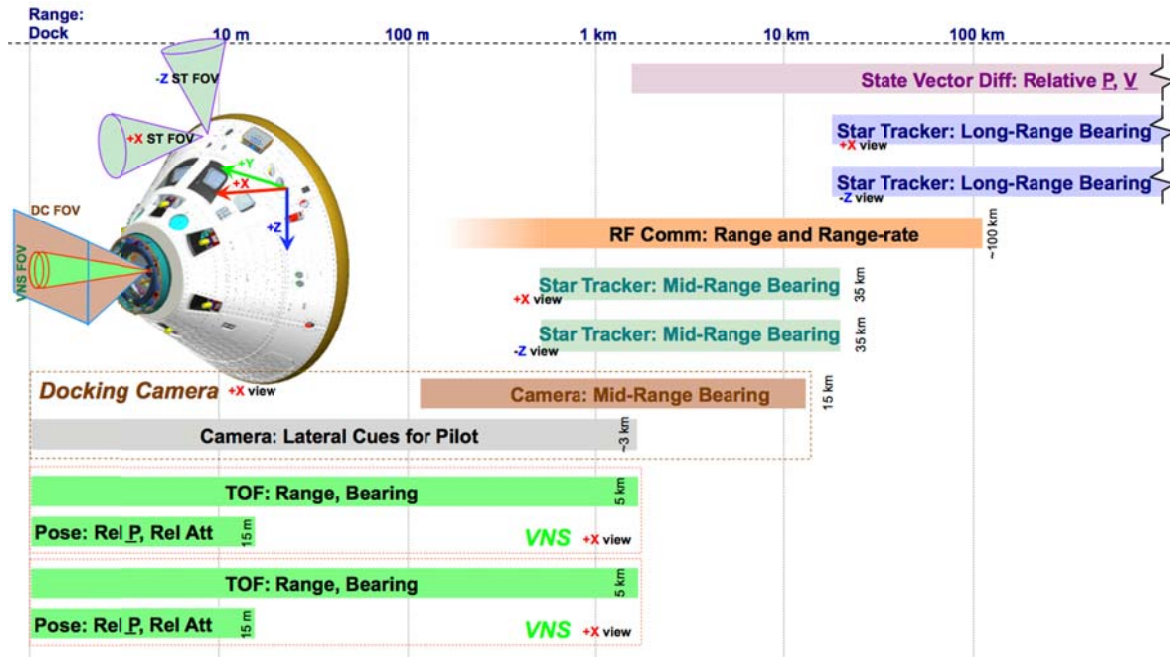 Range:
Dock
10 m
100 m
1 km
10 km
100 km
-Z ST FOV
State Vector Diff: Relative P, V
+X ST FOV
Star Tracker: Long-Range Bearing
+X view
+Y
+X
Star Tracker: Long-Range Bearing
-Z view
DC FOV
+Z
RF Comm: Range and Range-rate
~100 km
VNS FOV
Star Tracker: Mid-Range Bearing
35 km
+X view
Star Tracker: Mid-Range Bearing
35 km
-Z view
Docking Camera
+X view
Camera: Mid-Range Bearing
15 km
Camera: Lateral Cues for Pilot
~3 km
TOF: Range, Bearing
5 km
Pose: Rel P, Rel Att
15 m
VNS
+X view
TOF: Range, Bearing
5 km
Pose: Rel P, Rel Att
15 m
VNS
+X view